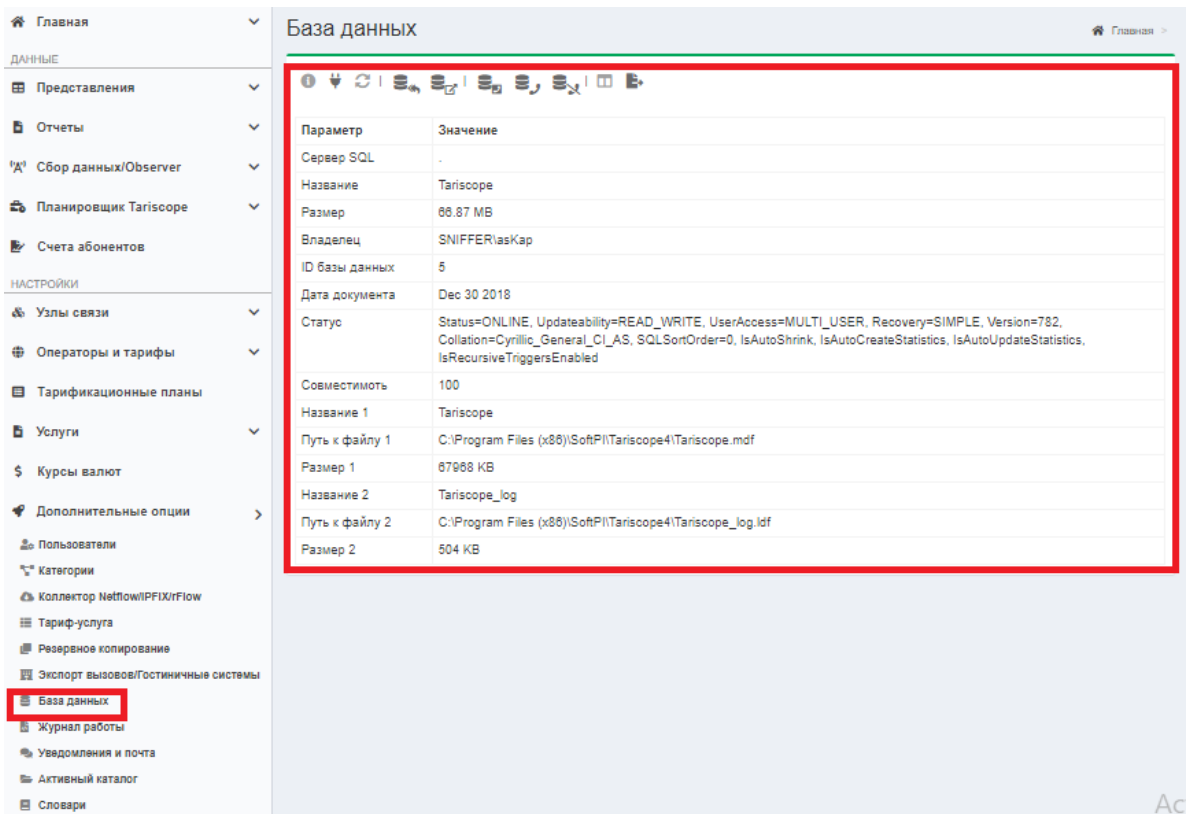 Главная
ДАННЫЕ
Представления
Отчеты
Сбор данных/Observer
Планировщик Tariscope
Счета абонентов
НАСТРОЙКИ
Узлы связи
Операторы и тарифы
Тарификационные планы
Услуги
Курсы валют
Дополнительные опции
Пользователи
Категории
Коллектор Netflow/IPFIX/rFlow
Тариф-услуга
Резервное копирование
Экспорт вызовов/Гостиничные системы
База данных
Журнал работы
Уведомления и почта
Активный каталог
Словари
База данных
Главная >
Параметр Значение
Сервер SQL .
Название Tariscope
Размер 66.87 MB
Владелец SNIFFER\asKap
ID базы данных 5
Дата документа Dec 30 2018
Статус Status=ONLINE, Updateability=READ_WRITE, UserAccess=MULTI_USER, Recovery=SIMPLE, Version=782,
Collation=Cyrillic_General_CI_AS, SQLSortOrder=0, IsAutoShrink, IsAutoCreateStatistics, IsAutoUpdateStatistics,
IsRecursiveTriggersEnabled
Совместимоть 100
Название 1 Tariscope
Путь к файлу 1 C:\Program Files (x86)\SoftPI\Tariscope4\Tariscope.mdf
Размер 1 67968 KB
Название 2 Tariscope_log
Путь к файлу 2 C:\Program Files (x86)\SoftPI\Tariscope4\Tariscope_log.ldf
Размер 2 504 KB
Ac